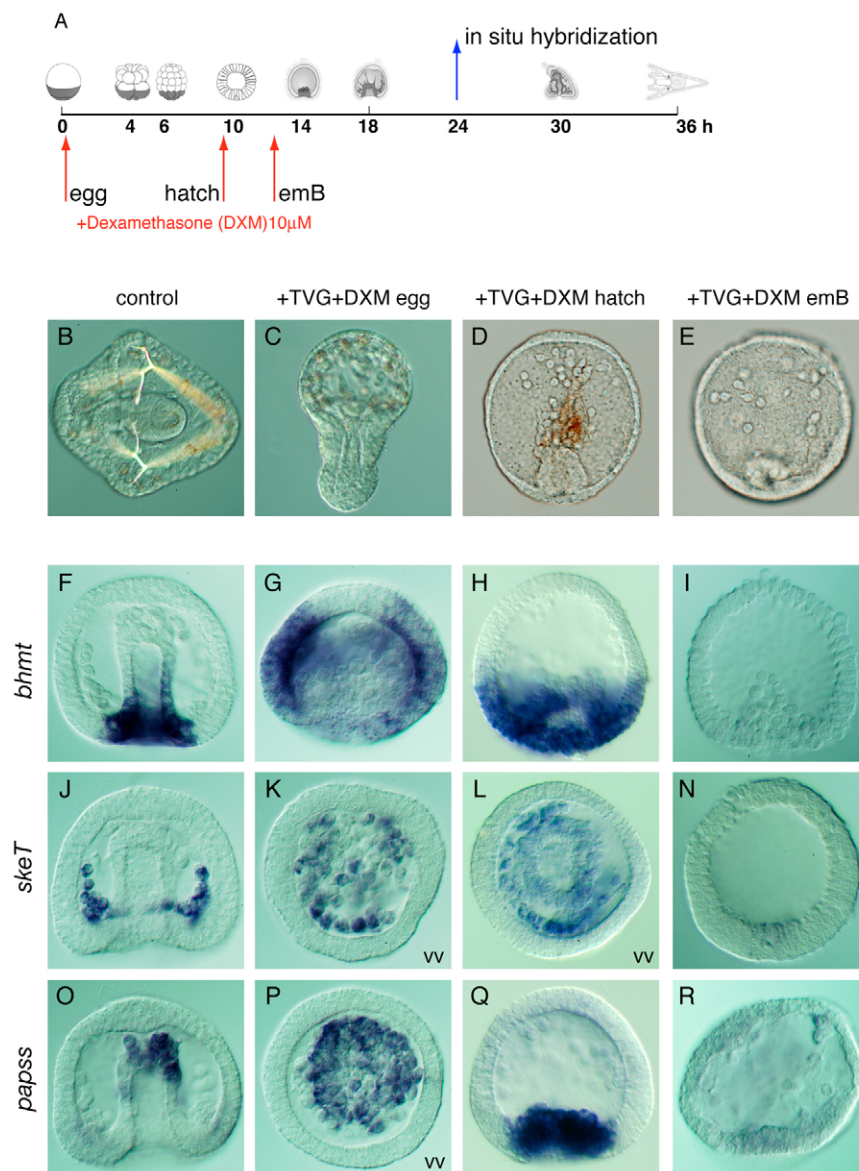 A
in situ hybridization
0 4 6 10 14 18 24 30 36 h
egg hatch emB
+Dexamethasone (DXM)10μM
control +TVG+DXM egg +TVG+DXM hatch +TVG+DXM emB
B C D E
bhmt
F G H I
skeT
J K L N
vv vv
papss
O P Q R
vv